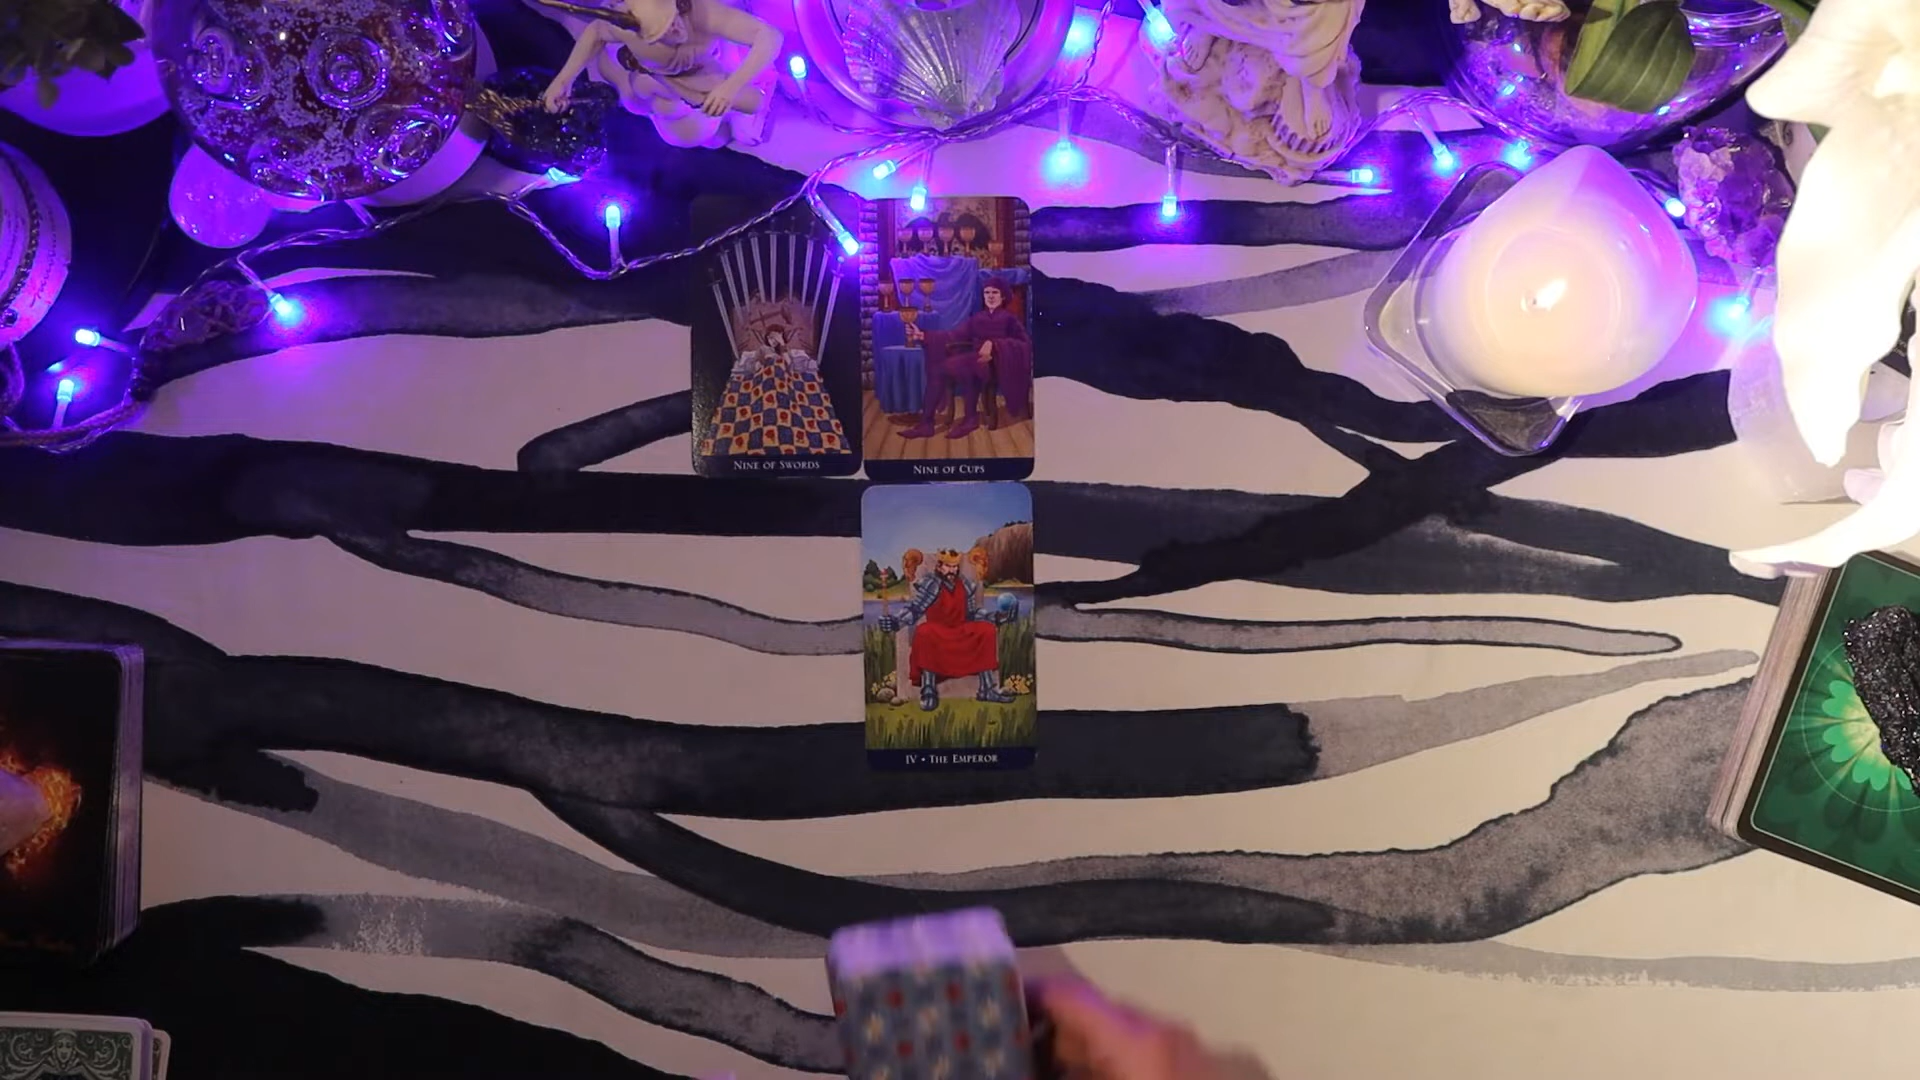 NINE OF SWORDS
NINE OF CUPS
IV • THE EMPEROR